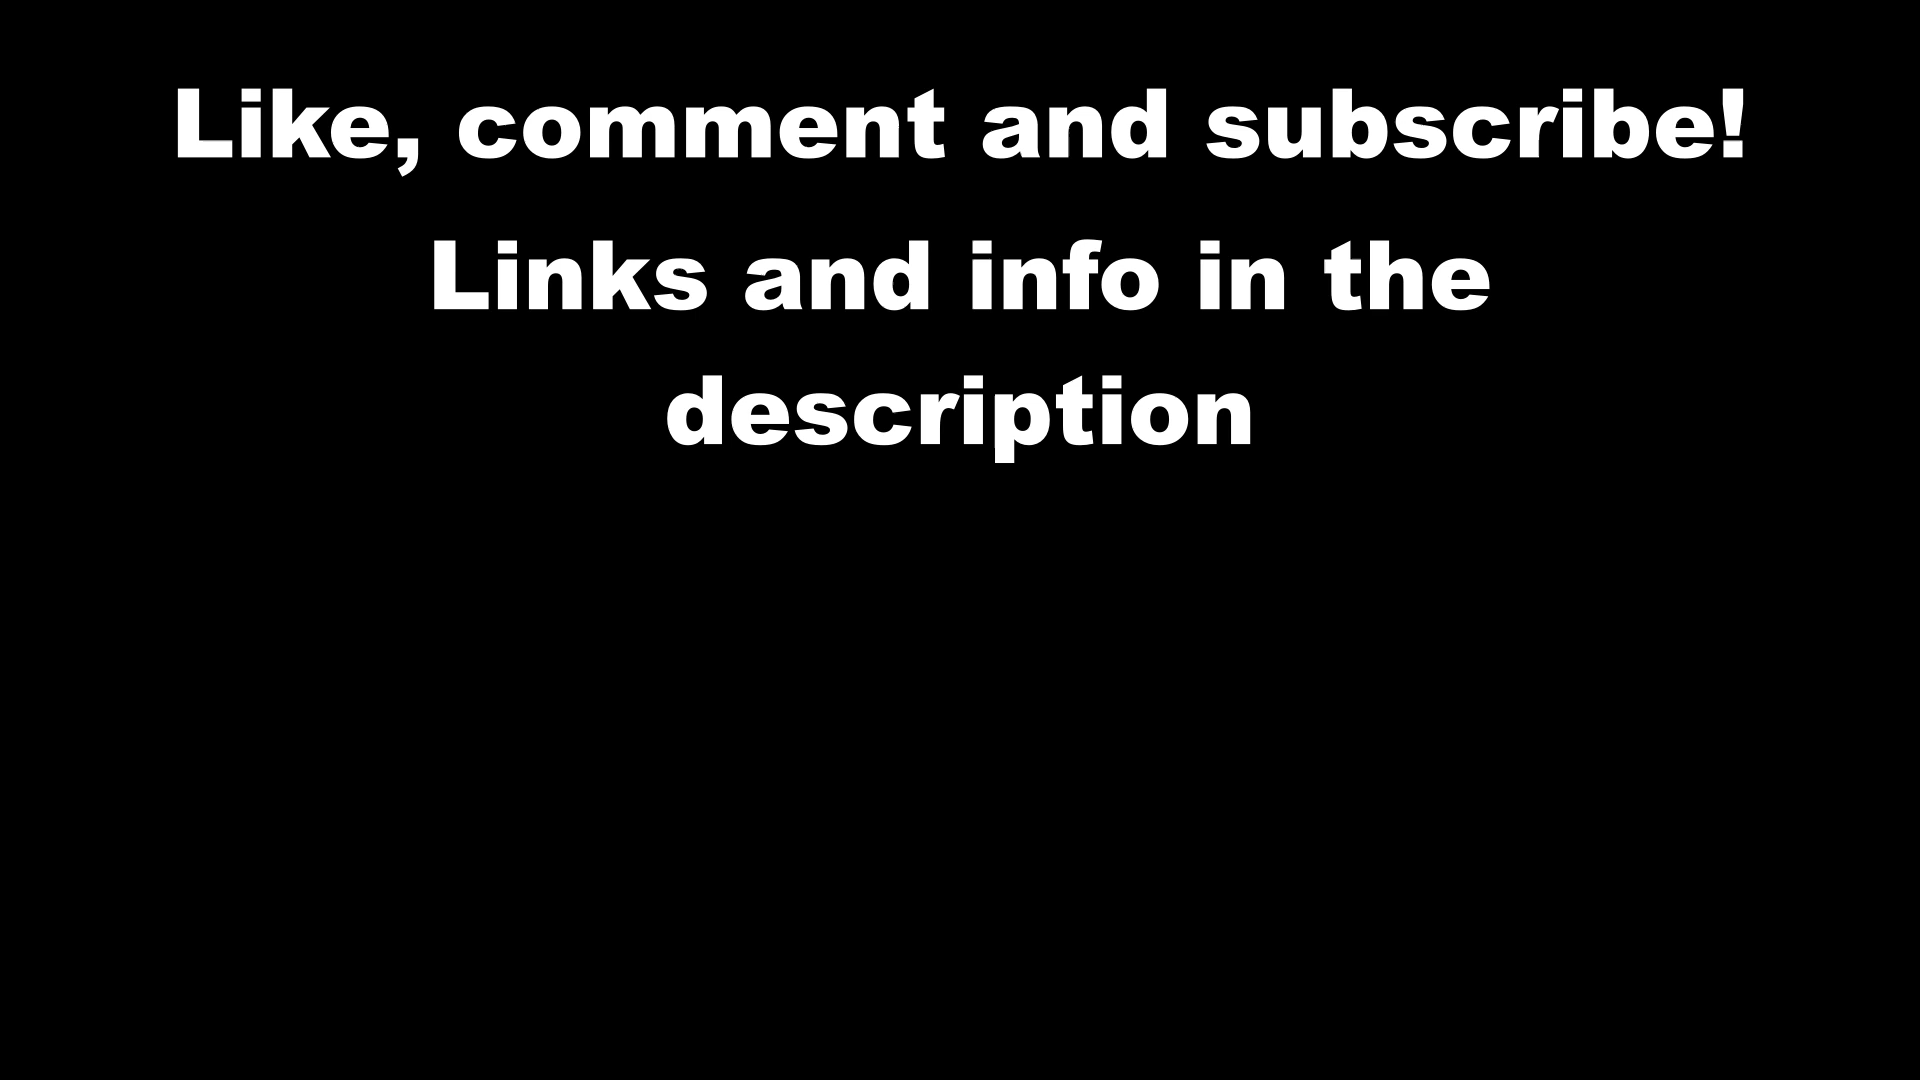 Like, comment and subscribe!
Links and info in the
description